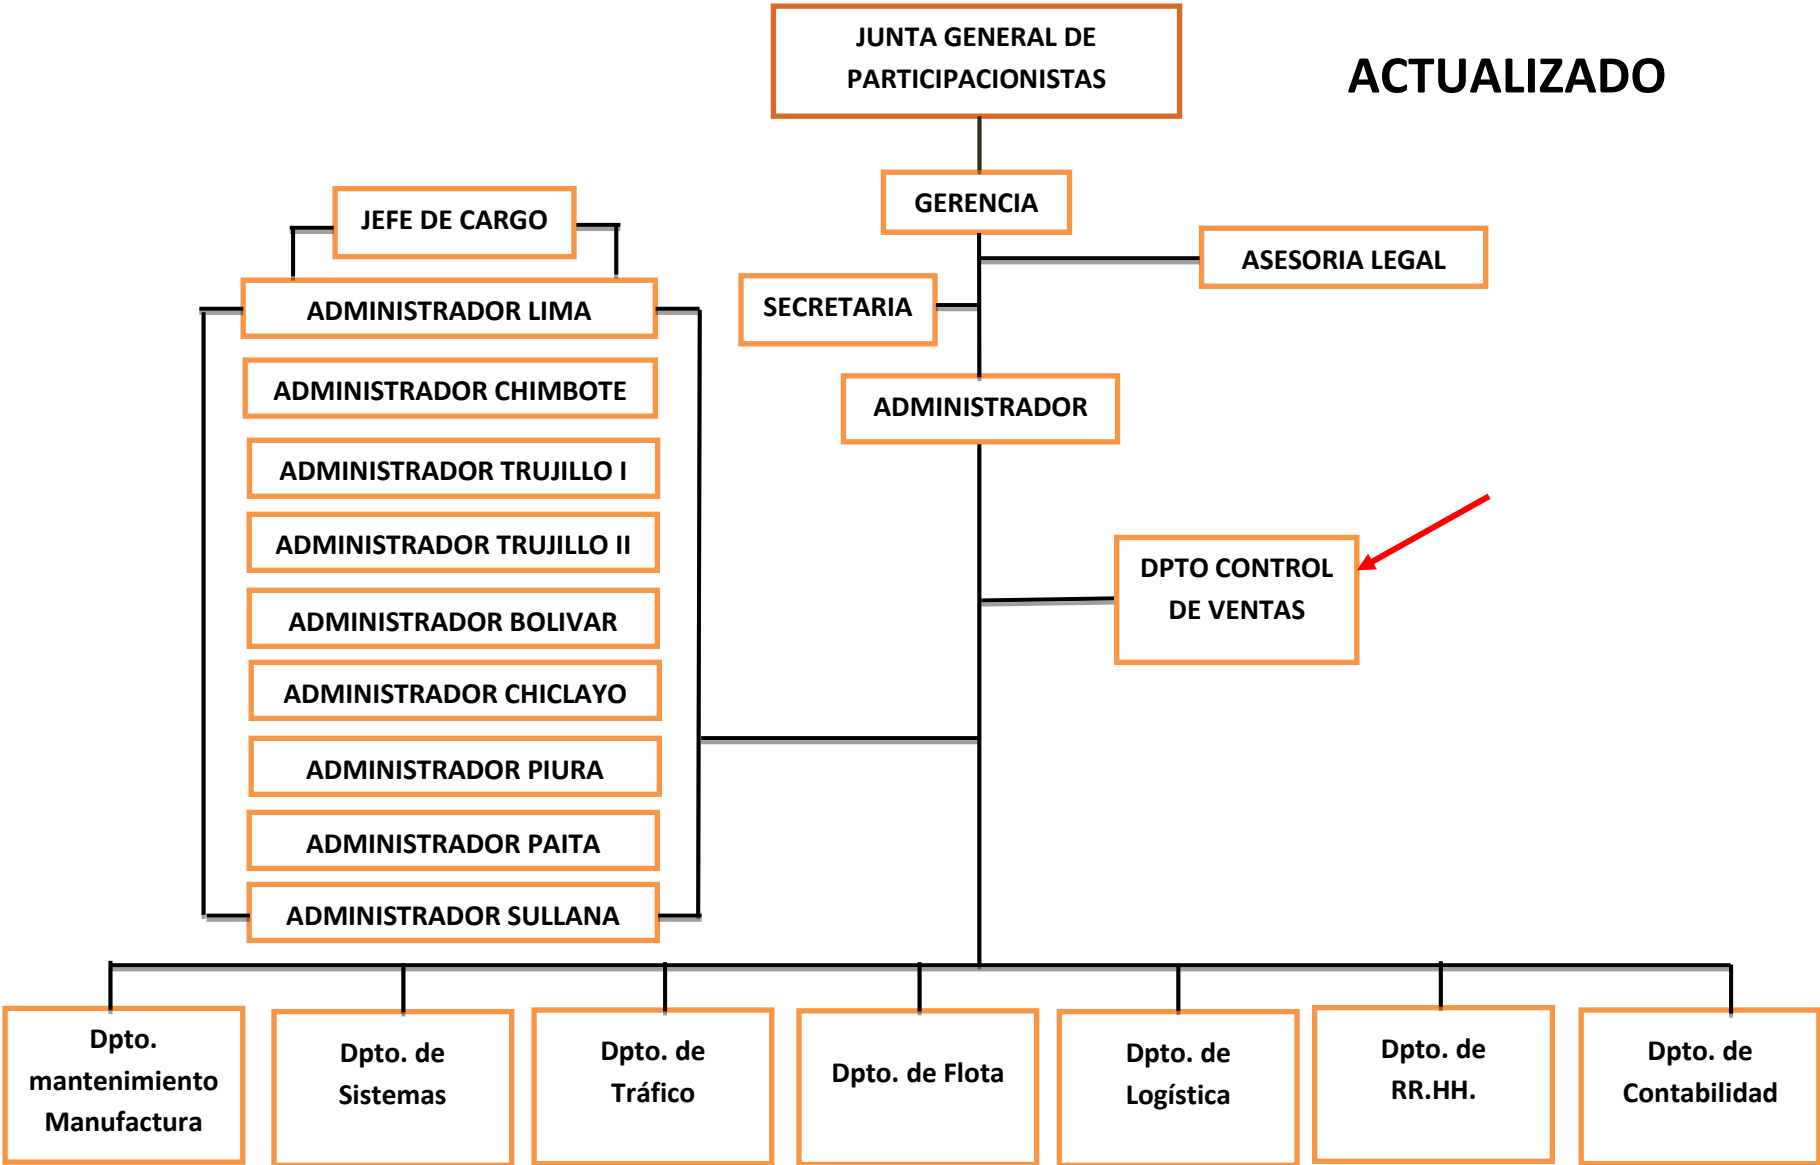 JUNTA GENERAL DE
PARTICIPACIONISTAS
ACTUALIZADO
GERENCIA
JEFE DE CARGO
ASESORIA LEGAL
SECRETARIA
ADMINISTRADOR LIMA
ADMINISTRADOR CHIMBOTE
ADMINISTRADOR
ADMINISTRADOR TRUJILLO I
ADMINISTRADOR TRUJILLO II
DPTO CONTROL
DE VENTAS
ADMINISTRADOR BOLIVAR
ADMINISTRADOR CHICLAYO
ADMINISTRADOR PIURA
ADMINISTRADOR PAITA
ADMINISTRADOR SULLANA
Dpto.
mantenimiento
Manufactura
Dpto. de
Sistemas
Dpto. de
Tráfico
Dpto. de Flota
Dpto. de
Logística
Dpto. de
RR.HH.
Dpto. de
Contabilidad